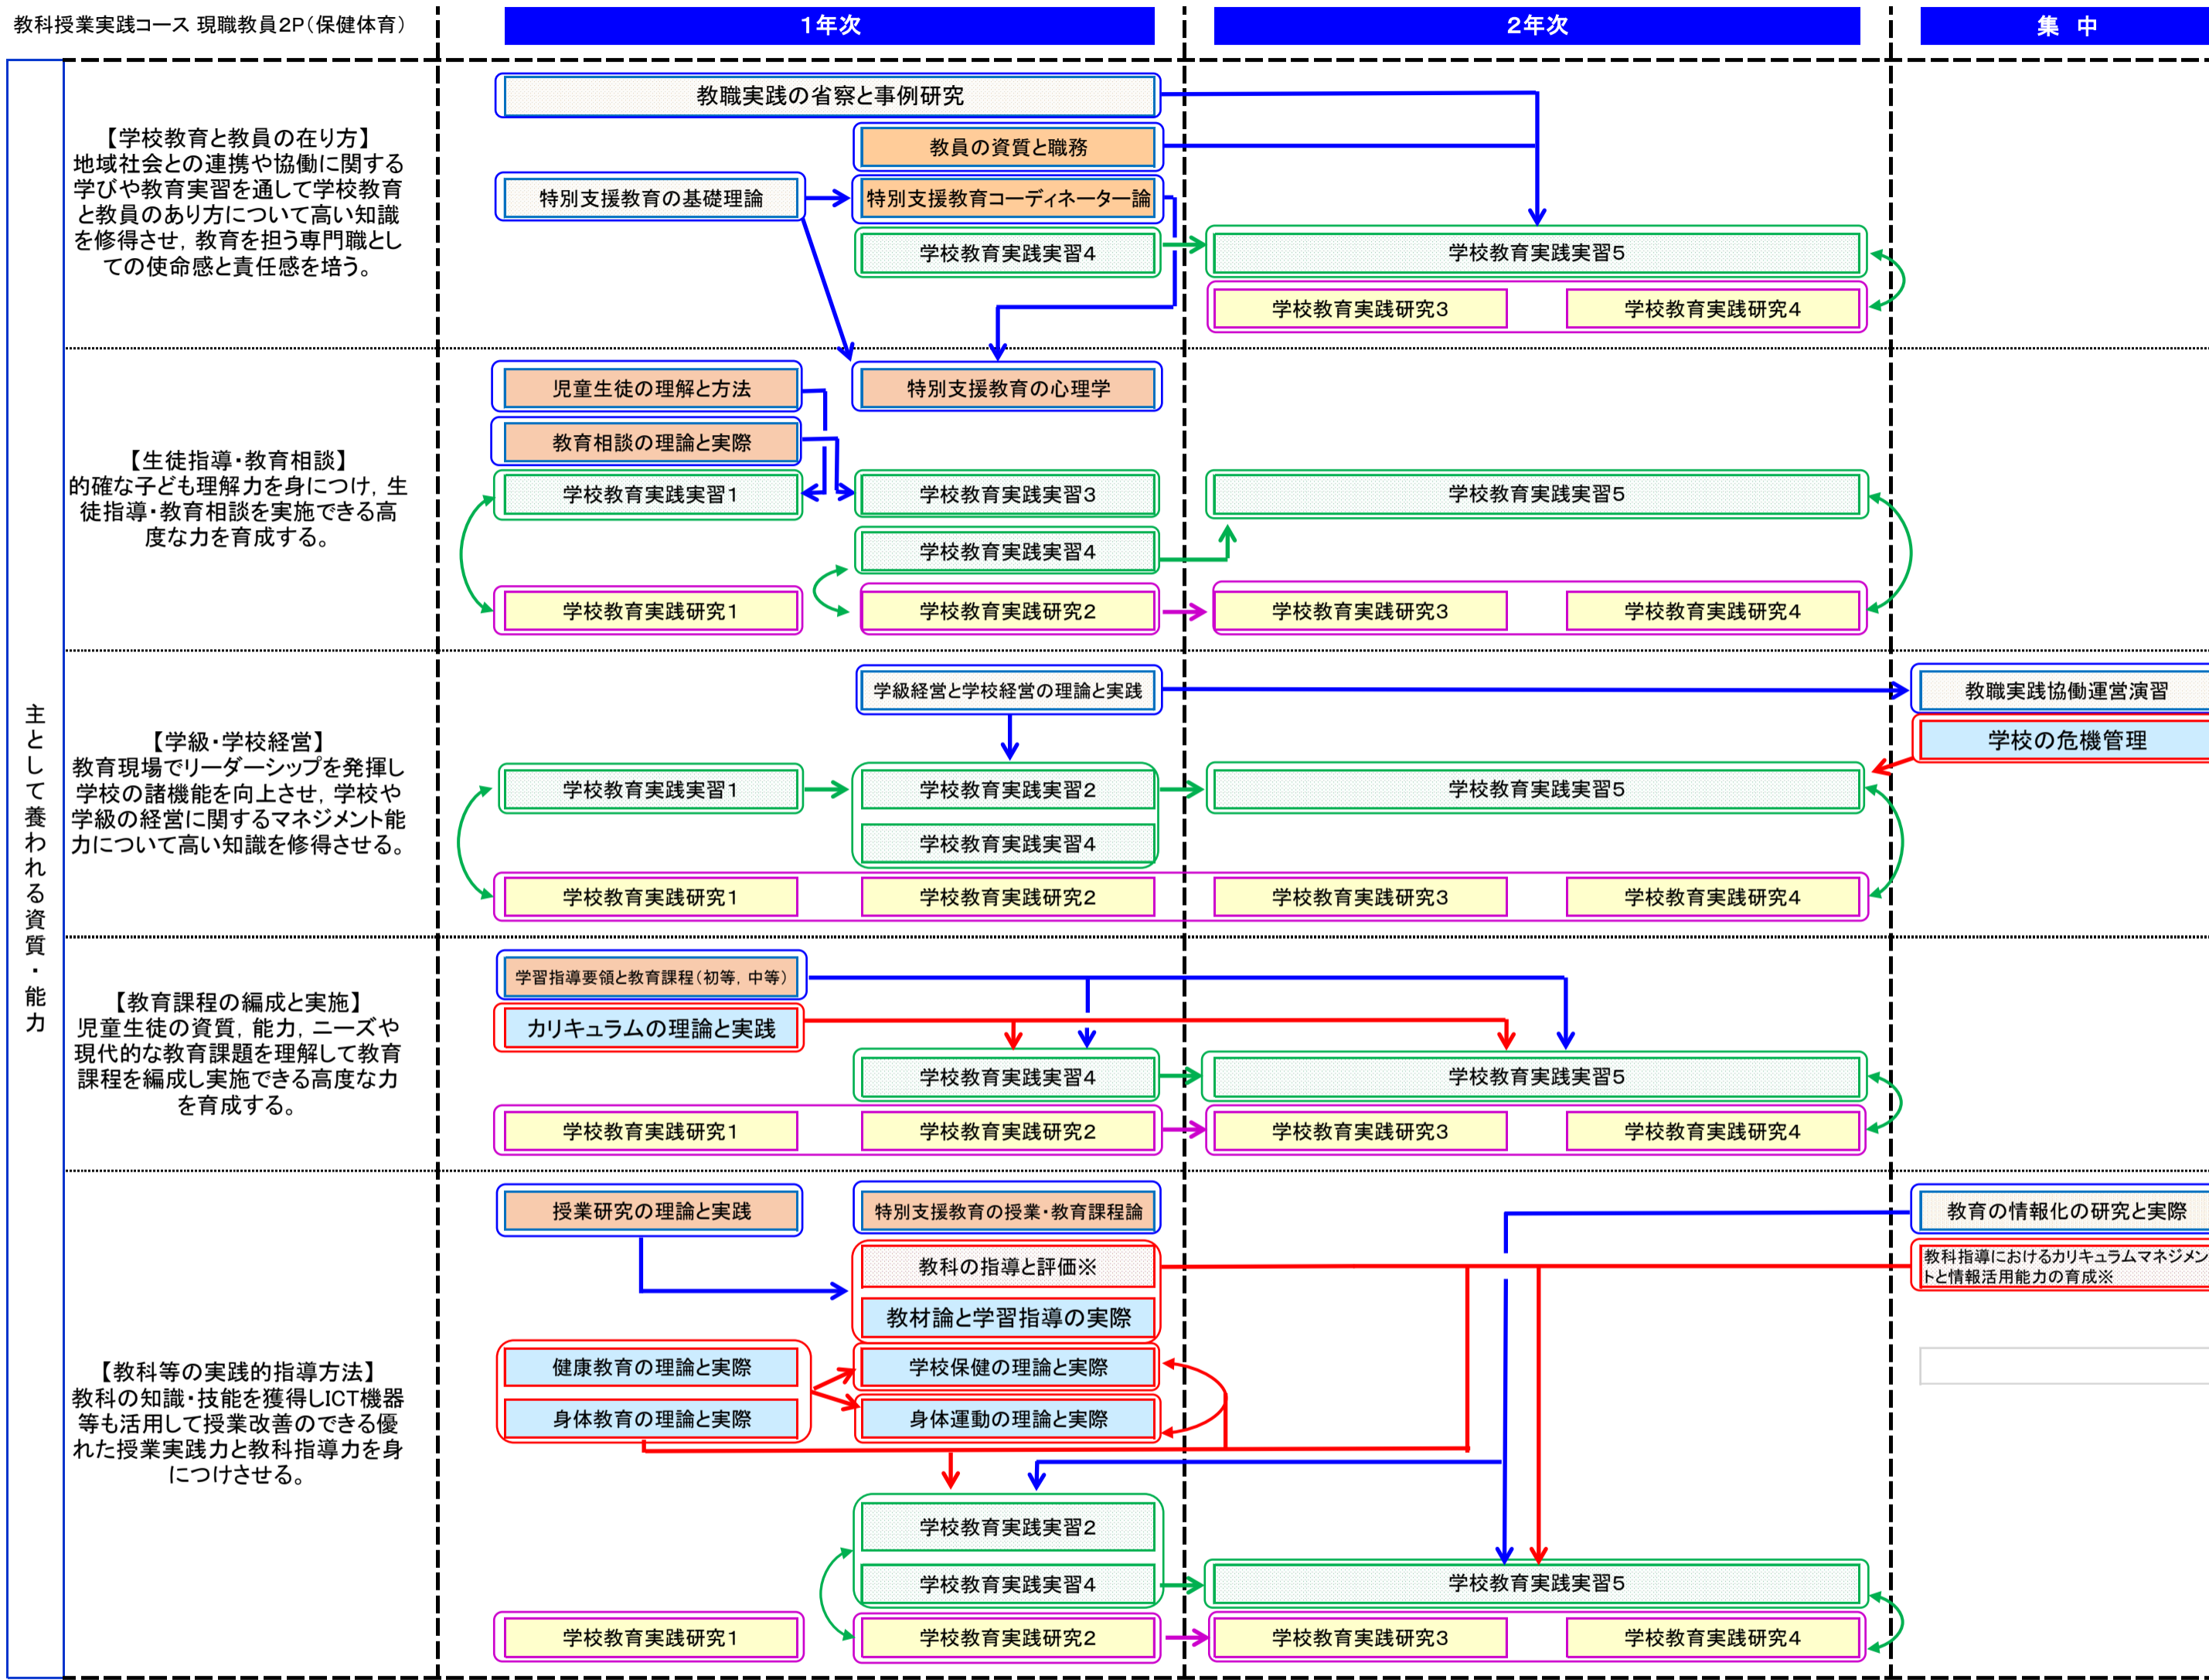 教科授業実践コース 現職教員2P（保健体育）
1年次
2年次
集 中
主として養われる資質・能力
【学校教育と教員の在り方】
地域社会との連携や協働に関する
学びや教育実習を通して学校教育
と教員のあり方について高い知識
を修得させ，教育を担う専門職とし
ての使命感と責任感を培う。
教職実践の省察と事例研究
教員の資質と職務
特別支援教育の基礎理論
特別支援教育コーディネーター論
学校教育実践実習4
学校教育実践実習5
学校教育実践研究3
学校教育実践研究4
【生徒指導・教育相談】
的確な子ども理解力を身につけ，生
徒指導・教育相談を実施できる高
度な力を育成する。
児童生徒の理解と方法
特別支援教育の心理学
教育相談の理論と実際
学校教育実践実習1
学校教育実践実習3
学校教育実践実習5
学校教育実践実習4
学校教育実践研究1
学校教育実践研究2
学校教育実践研究3
学校教育実践研究4
【学級・学校経営】
教育現場でリーダーシップを発揮し
学校の諸機能を向上させ，学校や
学級の経営に関するマネジメント能
力について高い知識を修得させる。
学級経営と学校経営の理論と実践
教職実践協働運営演習
学校の危機管理
学校教育実践実習1
学校教育実践実習2
学校教育実践実習5
学校教育実践実習4
学校教育実践研究1
学校教育実践研究2
学校教育実践研究3
学校教育実践研究4
【教育課程の編成と実施】
児童生徒の資質，能力，ニーズや
現代的な教育課題を理解して教育
課程を編成し実施できる高度な力
を育成する。
学習指導要領と教育課程（初等，中等）
カリキュラムの理論と実践
学校教育実践実習4
学校教育実践実習5
学校教育実践研究1
学校教育実践研究2
学校教育実践研究3
学校教育実践研究4
【教科等の実践的指導方法】
教科の知識・技能を獲得しICT機器
等も活用して授業改善のできる優
れた授業実践力と教科指導力を身
につけさせる。
授業研究の理論と実践
特別支援教育の授業・教育課程論
教育の情報化の研究と実際
教科の指導と評価※
教科指導におけるカリキュラムマネジメン
トと情報活用能力の育成※
教材論と学習指導の実際
健康教育の理論と実際
学校保健の理論と実際
身体教育の理論と実際
身体運動の理論と実際
学校教育実践実習2
学校教育実践実習4
学校教育実践実習5
学校教育実践研究1
学校教育実践研究2
学校教育実践研究3
学校教育実践研究4